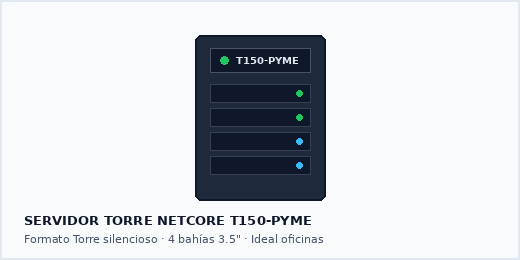 T150-PYME
SERVIDOR TORRE NETCORE T150-PYME
Formato Torre silencioso · 4 bahías 3.5" · Ideal oficinas